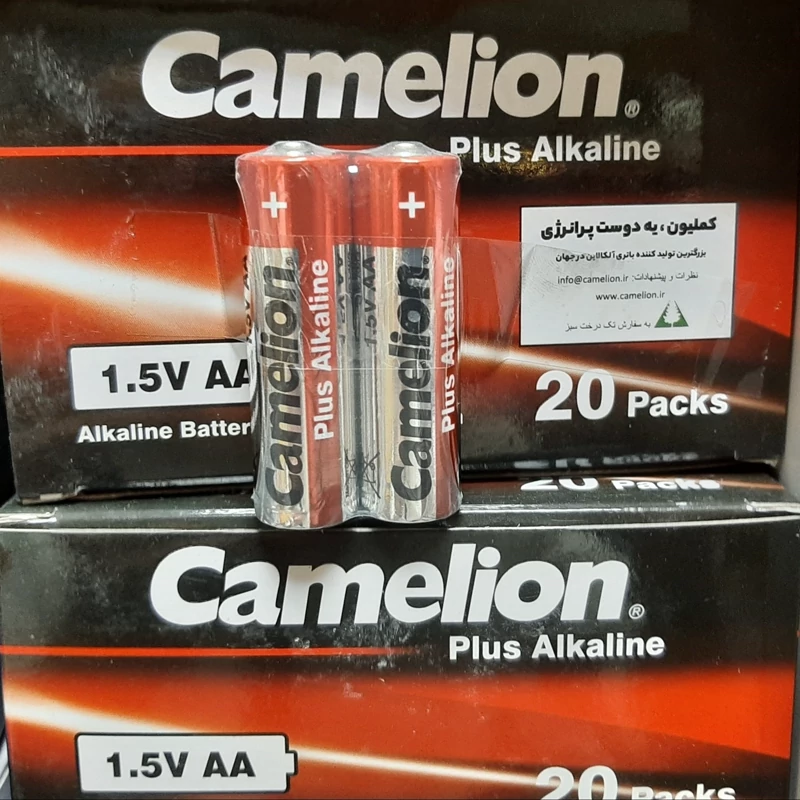 Camelion®
Plus Alkaline
کملیون، یه دوست پرانرژی
بزرگترین تولید کننده باتری آلکالاین در جهان
نظرات و پیشنهادات: info@camelion.ir
www.camelion.ir
به سفارش تک درخت سبز
1.5V AA
Alkaline Batter
20 Packs
+
Camelion®
Plus Alkaline
1.5V AA
+
Camelion®
Plus Alkaline
20 Packs
Camelion®
Plus Alkaline
1.5V AA
20 Packs